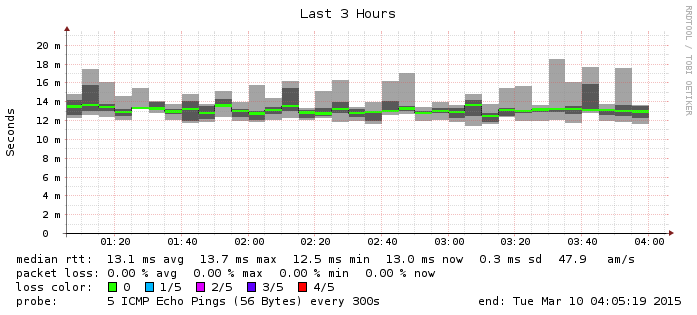 Last 3 Hours
RRDTOOL / TOBI OETIKER
Seconds
20 m
18 m
16 m
14 m
12 m
10 m
8 m
6 m
4 m
2 m
0
01:20 01:40 02:00 02:20 02:40 03:00 03:20 03:40 04:00
median rtt: 13.1 ms avg 13.7 ms max 12.5 ms min 13.0 ms now 0.3 ms sd 47.9 am/s
packet loss: 0.00 % avg 0.00 % max 0.00 % min 0.00 % now
loss color: 0 1/5 2/5 3/5 4/5
probe: 5 ICMP Echo Pings (56 Bytes) every 300s end: Tue Mar 10 04:05:19 2015